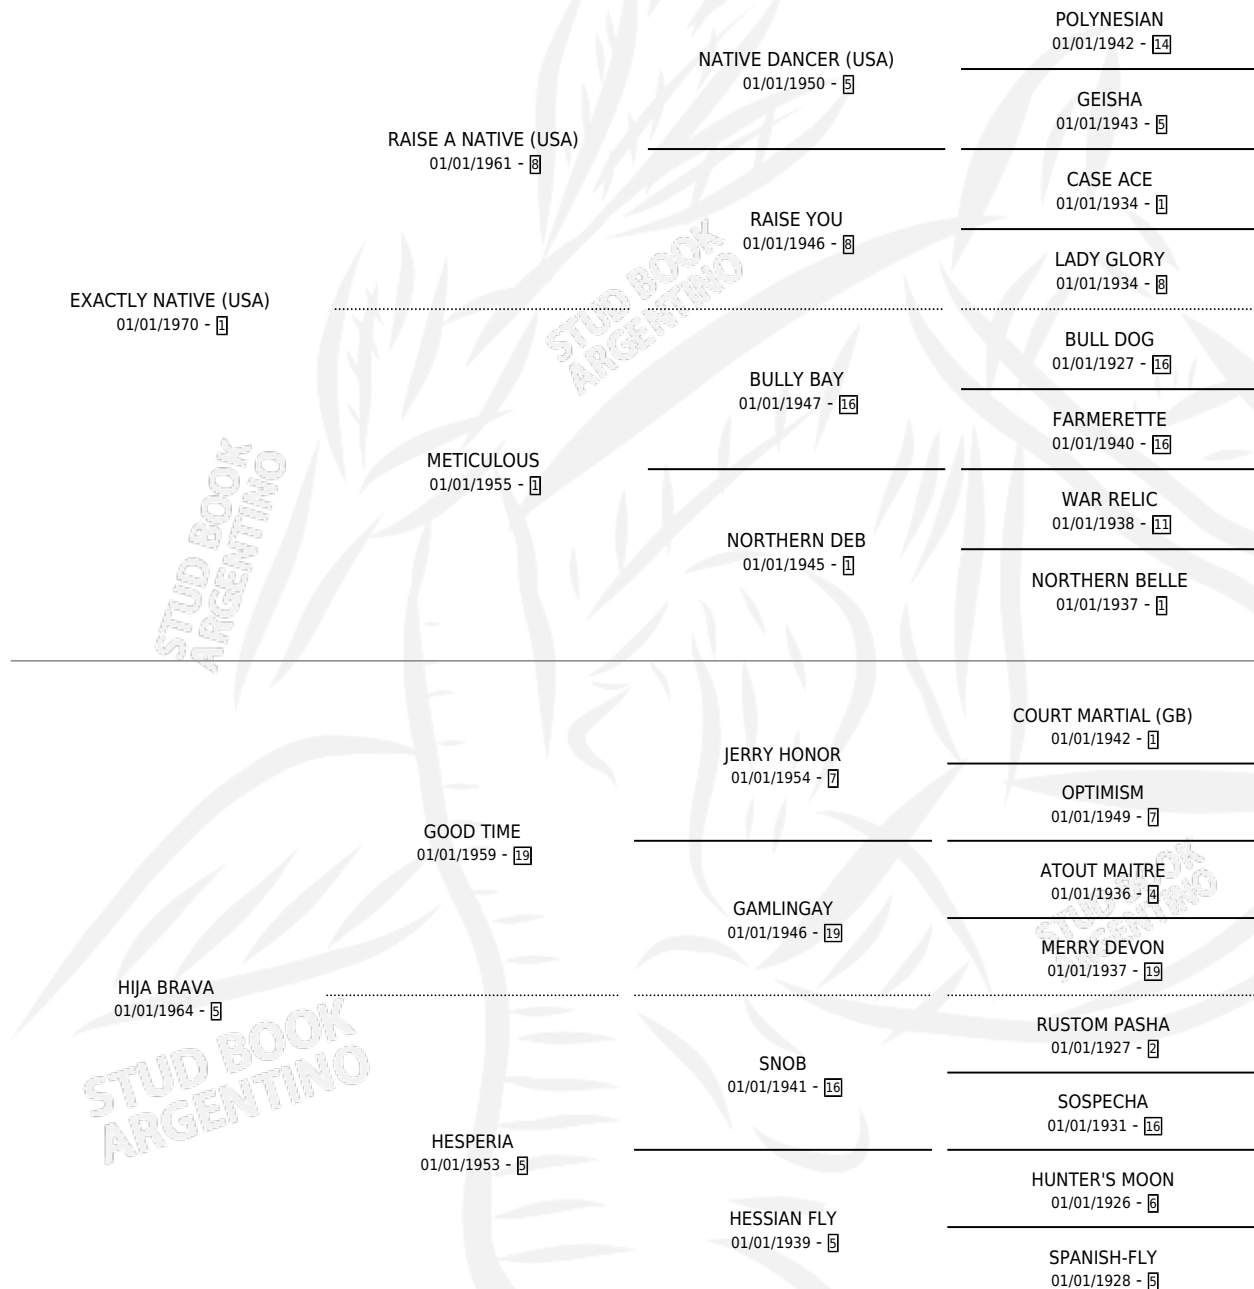 POLYNESIAN
01/01/1942 - 14
NATIVE DANCER (USA)
01/01/1950 - 5
GEISHA
01/01/1943 - 5
RAISE A NATIVE (USA)
01/01/1961 - 8
CASE ACE
01/01/1934 - 1
RAISE YOU
01/01/1946 - 8
LADY GLORY
01/01/1934 - 8
EXACTLY NATIVE (USA)
01/01/1970 - 1
BULL DOG
01/01/1927 - 16
BULLY BAY
01/01/1947 - 16
FARMERETTE
01/01/1940 - 16
METICULOUS
01/01/1955 - 1
WAR RELIC
01/01/1938 - 11
NORTHERN DEB
01/01/1945 - 1
NORTHERN BELLE
01/01/1937 - 1
COURT MARTIAL (GB)
01/01/1942 - 1
JERRY HONOR
01/01/1954 - 7
OPTIMISM
01/01/1949 - 7
GOOD TIME
01/01/1959 - 19
ATOUT MAITRE
01/01/1936 - 4
GAMLINGAY
01/01/1946 - 19
MERRY DEVON
01/01/1937 - 19
HIJA BRAVA
01/01/1964 - 5
RUSTOM PASHA
01/01/1927 - 2
SNOB
01/01/1941 - 16
SOSPECHA
01/01/1931 - 16
HESPERIA
01/01/1953 - 5
HUNTER'S MOON
01/01/1926 - 6
HESSIAN FLY
01/01/1939 - 5
SPANISH-FLY
01/01/1928 - 5
STUD BOOK
ARGENTINO
STUD BOOK
ARGENTINO
STUD BOOK
ARGENTINO
STUD BOOK
ARGENTINO